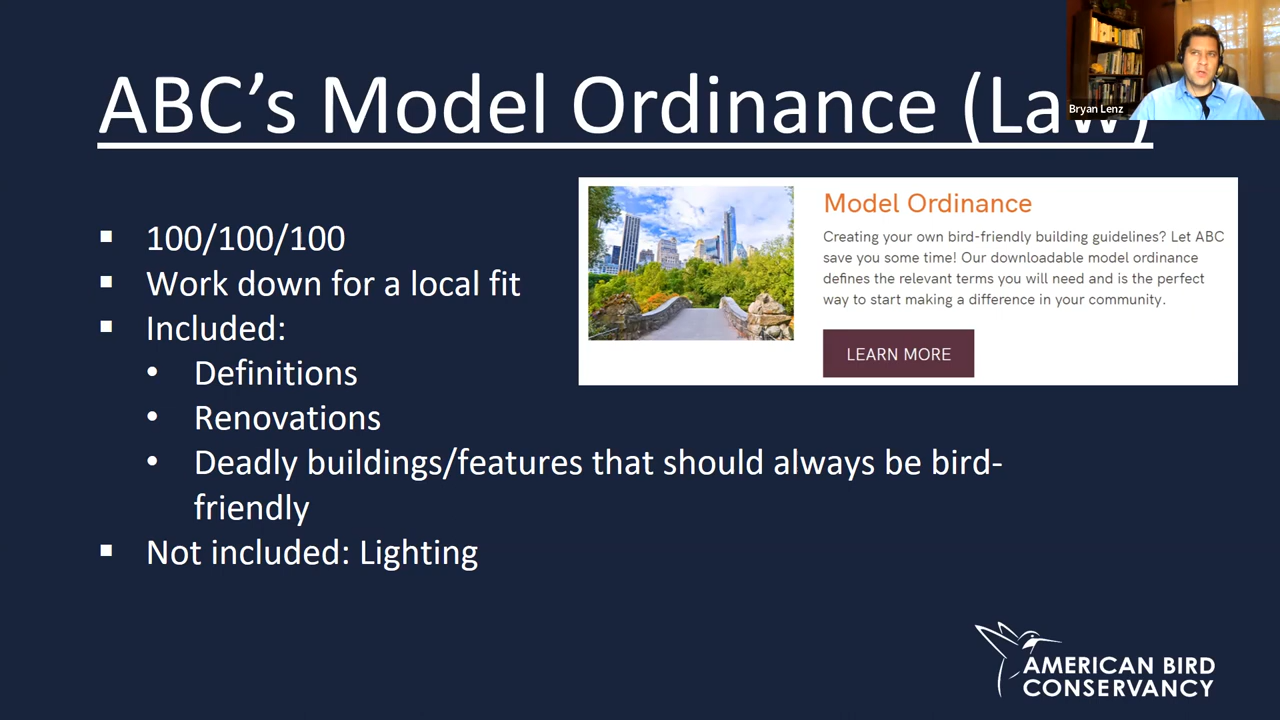 ABC's Model Ordinance (Law)
Bryan Lenz
100/100/100
Work down for a local fit
Included:
Definitions
Renovations
Deadly buildings/features that should always be bird-
friendly
Not included: Lighting
Model Ordinance
Creating your own bird-friendly building guidelines? Let ABC
save you some time! Our downloadable model ordinance
defines the relevant terms you will need and is the perfect
way to start making a difference in your community.
LEARN MORE
AMERICAN BIRD
CONSERVANCY